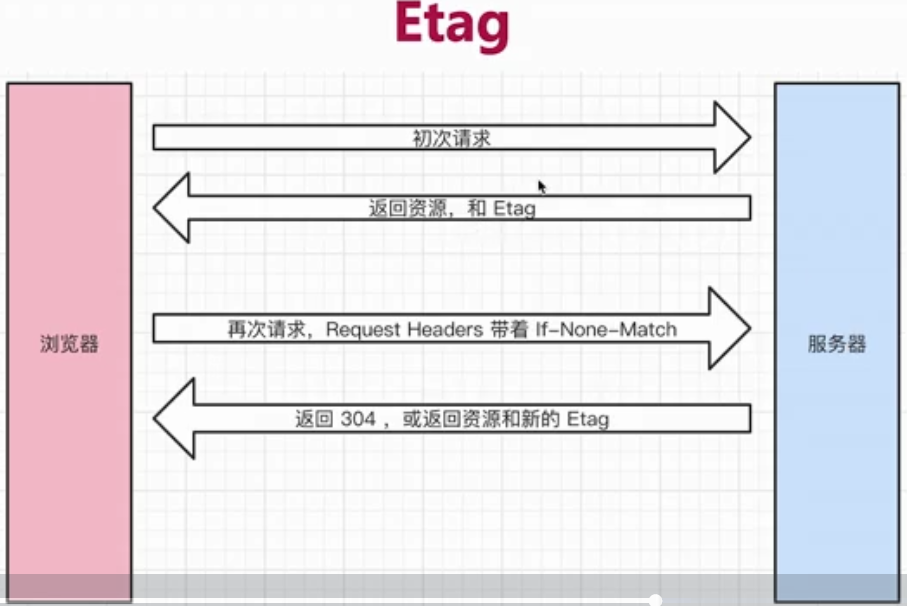 Etag
初次请求
返回资源，和 Etag
再次请求，Request Headers 带着 If-None-Match
浏览器
服务器
返回 304 ，或返回资源和新的 Etag